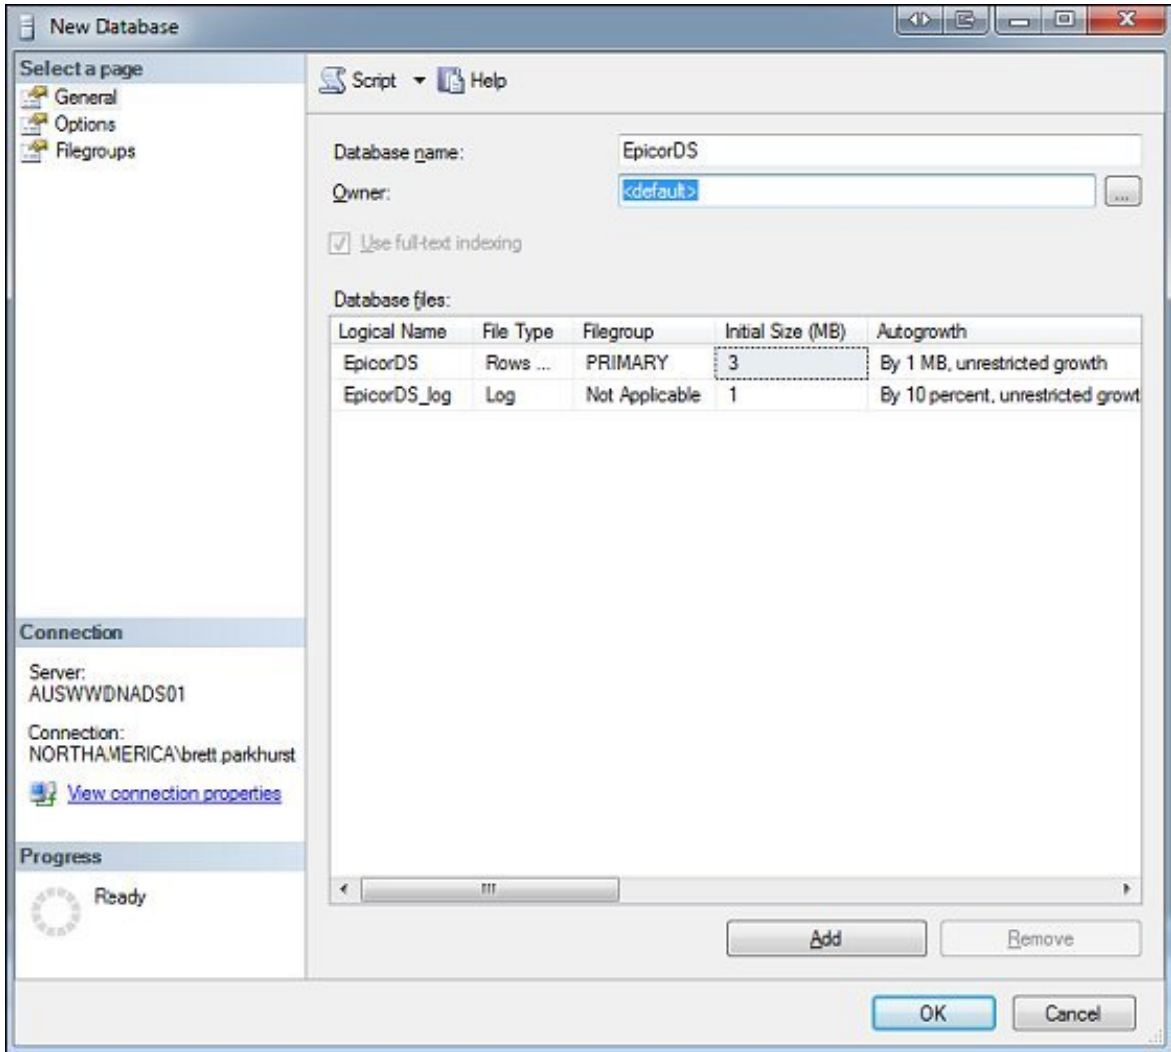 New Database
Select a page
General
Options
Filegroups
Script Help
Database name: EpicorDS
Owner: <default> ...
Use full-text indexing
Database files:
Logical Name File Type Filegroup Initial Size (MB) Autogrowth
EpicorDS Rows ... PRIMARY 3 By 1 MB, unrestricted growth
EpicorDS_log Log Not Applicable 1 By 10 percent, unrestricted growt
Connection
Server:
AUSWWDNADS01
Connection:
NORTHAMERICA\brett.parkhurst
View connection properties
Progress
Ready
Add Remove
OK Cancel